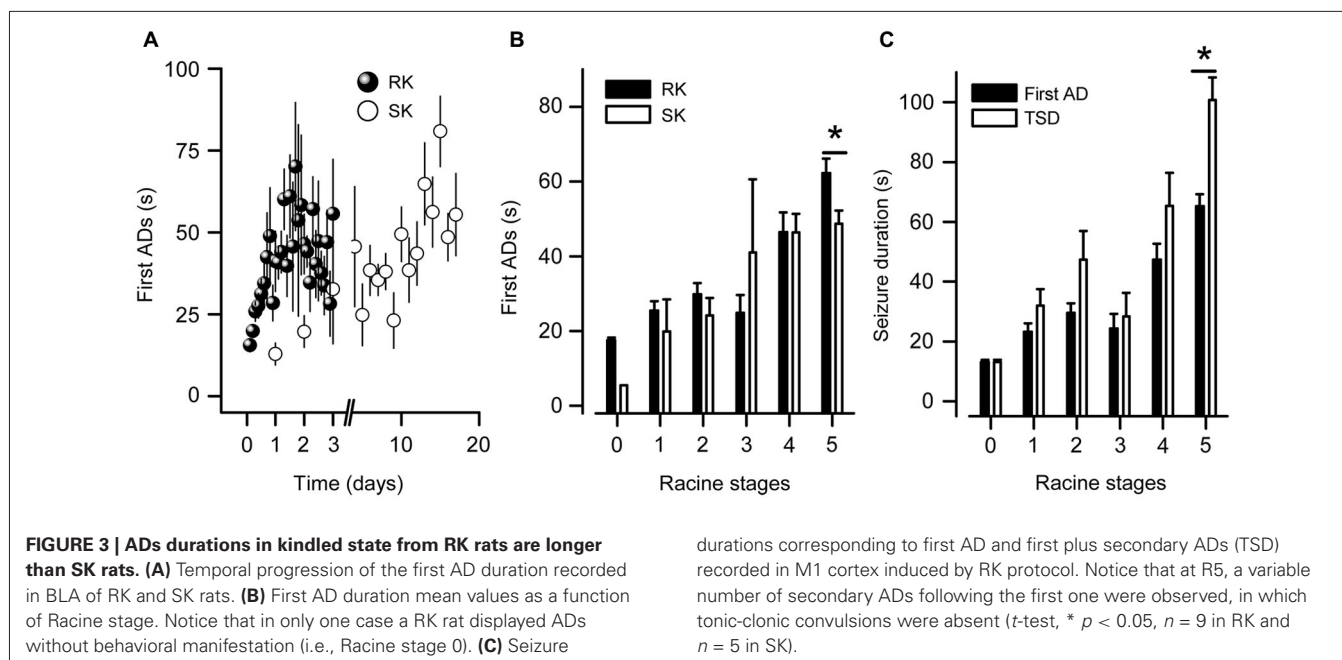 A
100
75
50
25
0
First ADs (s)
RK
SK
0 1 2 3 10 20
Time (days)
B
RK
SK
*
80
60
40
20
0
First ADs (s)
0 1 2 3 4 5
Racine stages
C
First AD
TSD
*
100
80
60
40
20
0
Seizure duration (s)
0 1 2 3 4 5
Racine stages
FIGURE 3 | ADs durations in kindled state from RK rats are longer
than SK rats. (A) Temporal progression of the first AD duration recorded
in BLA of RK and SK rats. (B) First AD duration mean values as a function
of Racine stage. Notice that in only one case a RK rat displayed ADs
without behavioral manifestation (i.e., Racine stage 0). (C) Seizure
durations corresponding to first AD and first plus secondary ADs (TSD)
recorded in M1 cortex induced by RK protocol. Notice that at R5, a variable
number of secondary ADs following the first one were observed, in which
tonic-clonic convulsions were absent (t-test, * p < 0.05, n = 9 in RK and
n = 5 in SK).